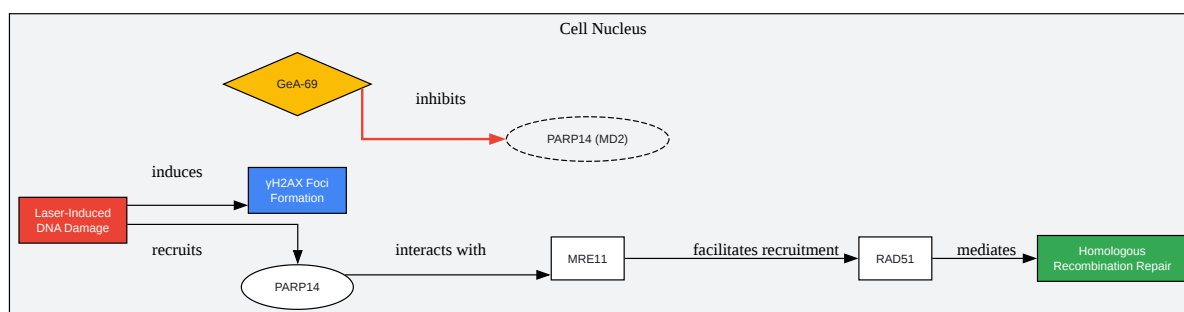 Cell Nucleus
GeA-69
inhibits
PARP14 (MD2)
induces
γH2AX Foci
Formation
Laser-Induced
DNA Damage
recruits
interacts with
facilitates recruitment
mediates
MRE11
RAD51
Homologous
Recombination Repair
PARP14